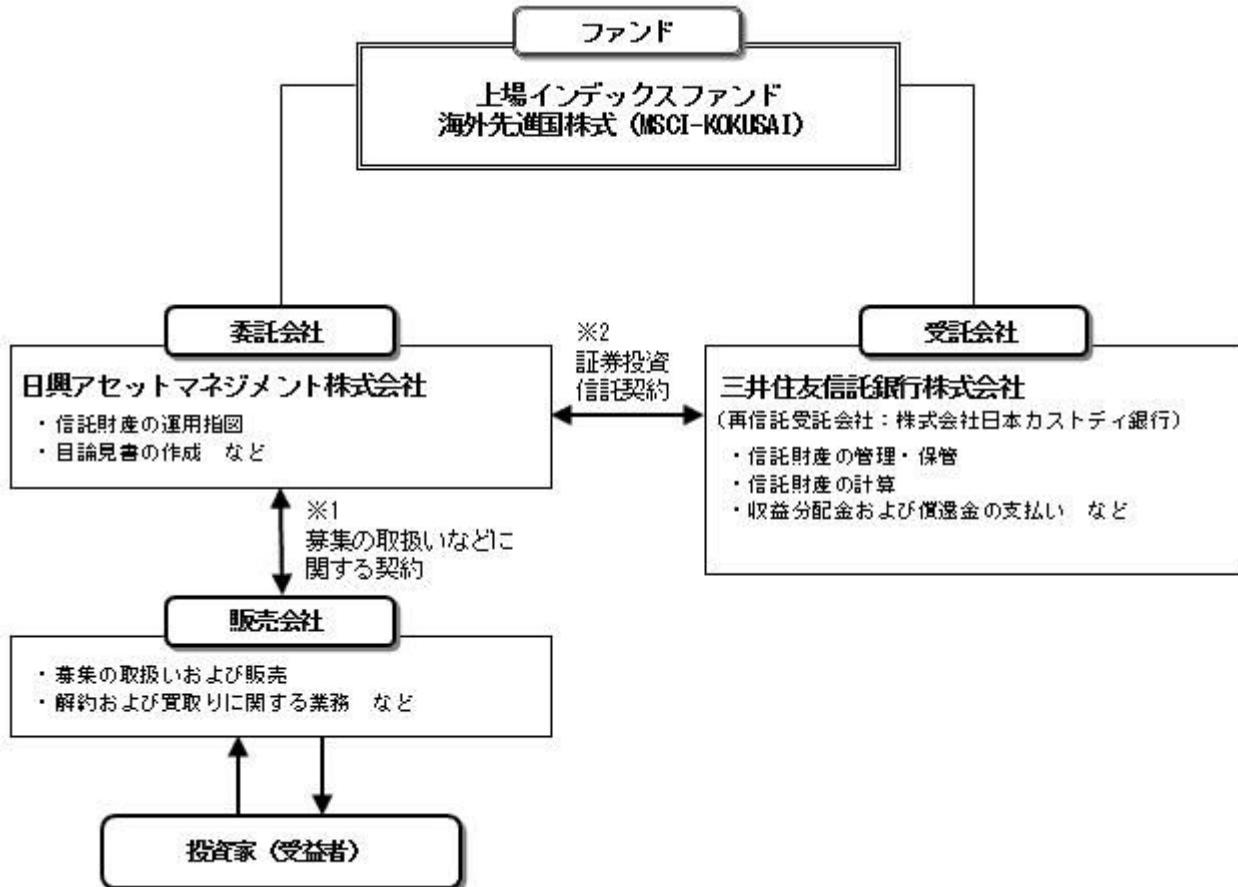 ファンド
上場インデックスファンド
海外先進国株式（MSCI-KOKUSAI）
委託会社
日興アセットマネジメント株式会社
・信託財産の運用指図
・目論見書の作成　など
※2
証券投資
信託契約
受託会社
三井住友信託銀行株式会社
（再信託受託会社：株式会社日本カストディ銀行）
・信託財産の管理・保管
・信託財産の計算
・収益分配金および償還金の支払い　など
※1
募集の取扱いなどに
関する契約
販売会社
・募集の取扱いおよび販売
・解約および買取りに関する業務　など
投資家（受益者）